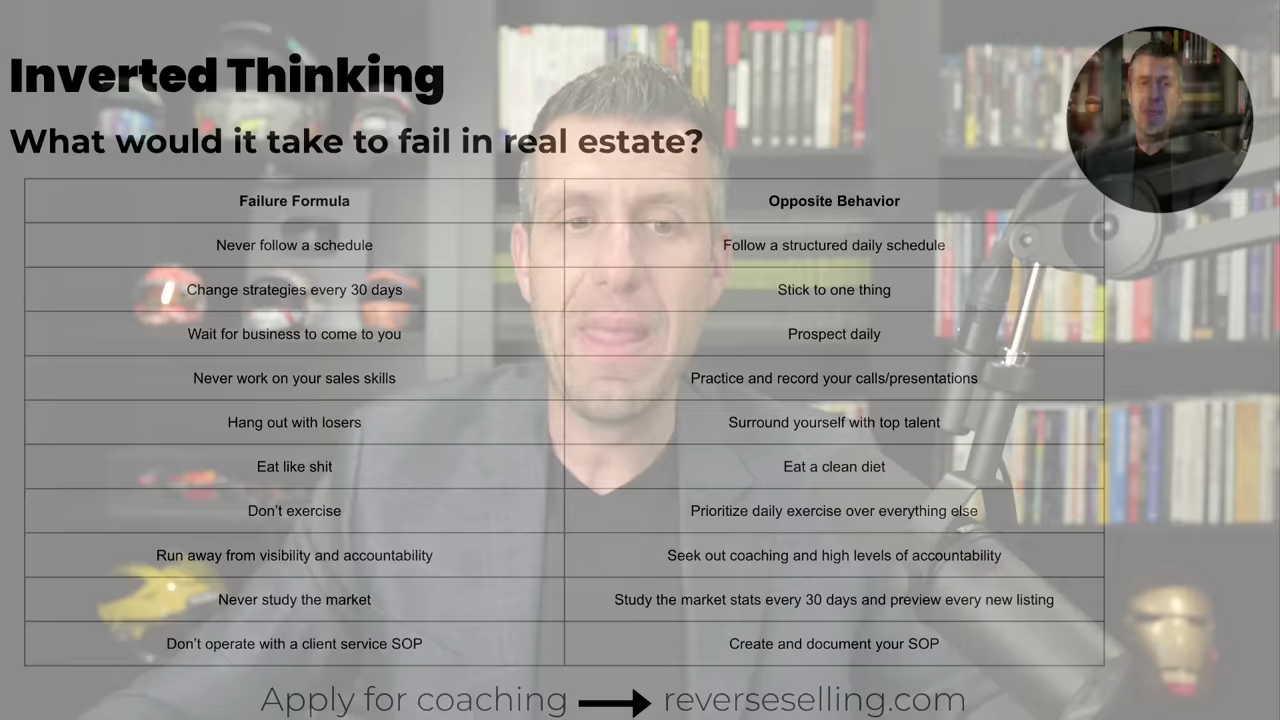 Inverted Thinking
What would it take to fail in real estate?
Failure Formula Opposite Behavior
Never follow a schedule Follow a structured daily schedule
Change strategies every 30 days Stick to one thing
Wait for business to come to you Prospect daily
Never work on your sales skills Practice and record your calls/presentations
Hang out with losers Surround yourself with top talent
Eat like shit Eat a clean diet
Don’t exercise Prioritize daily exercise over everything else
Run away from visibility and accountability Seek out coaching and high levels of accountability
Never study the market Study the market stats every 30 days and preview every new listing
Don’t operate with a client service SOP Create and document your SOP
Apply for coaching reverseselling.com